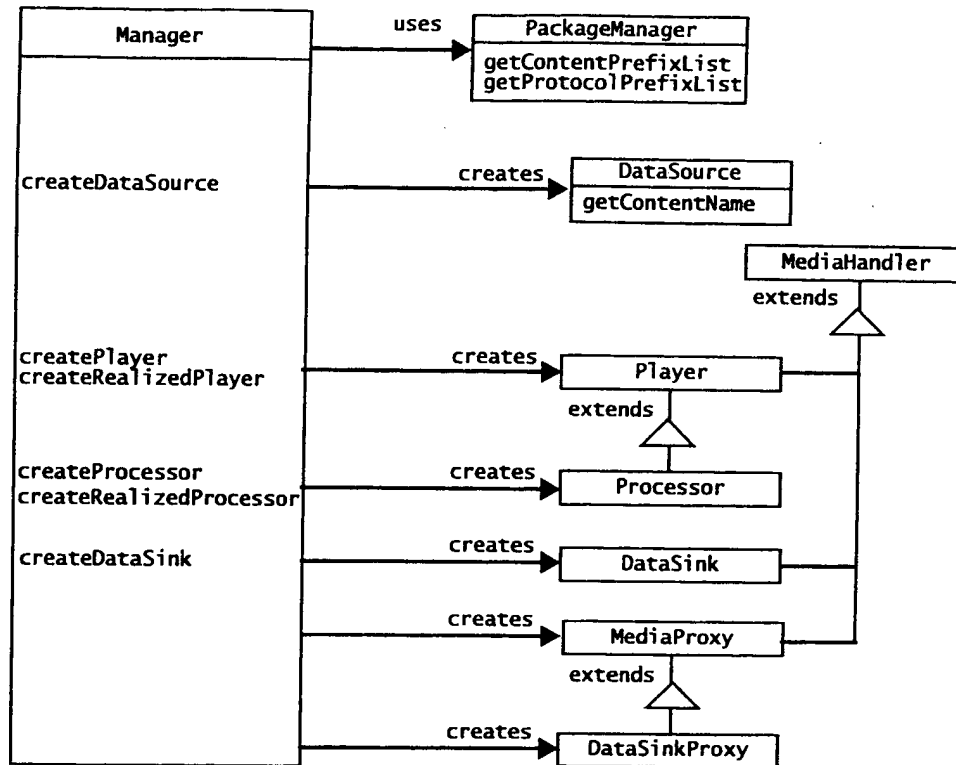 Manager
uses
PackageManager
getContentPrefixList
getProtocolPrefixList
createDataSource
creates
DataSource
getContentName
MediaHandler
extends
createPlayer
createRealizedPlayer
creates
Player
extends
createProcessor
createRealizedProcessor
creates
Processor
createDataSink
creates
DataSink
creates
MediaProxy
extends
creates
DataSinkProxy